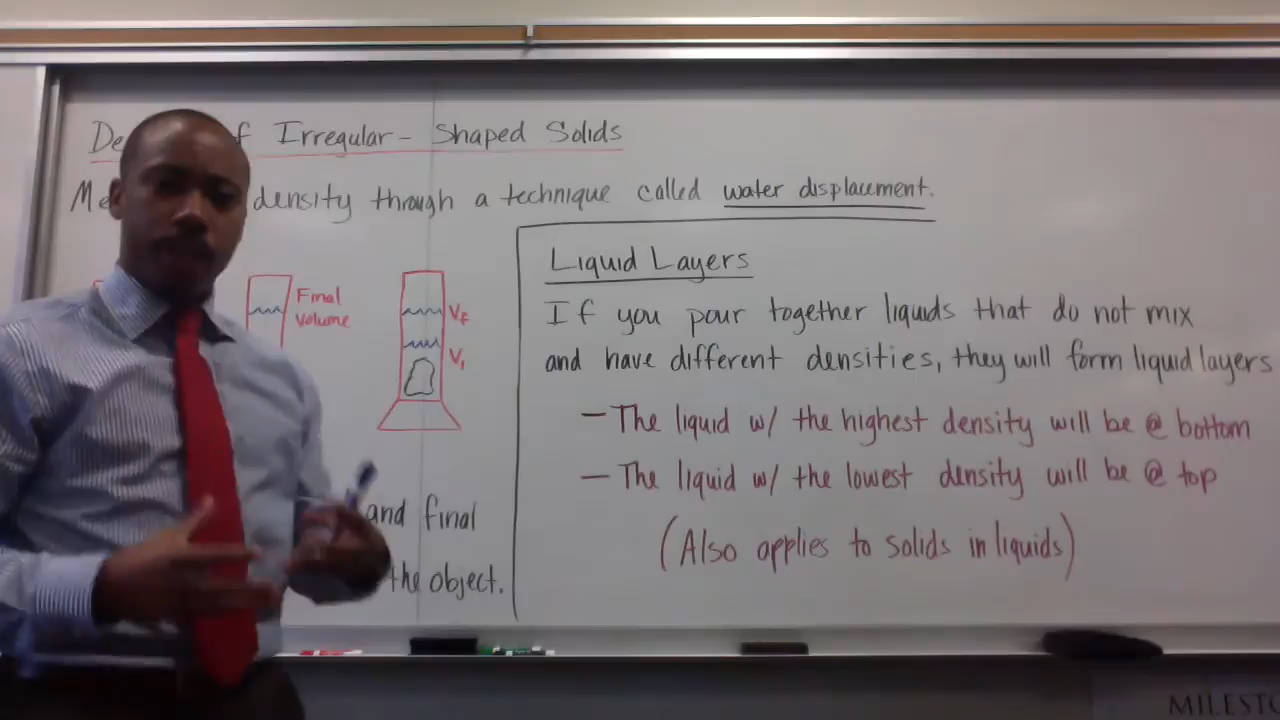 Irregular - Shaped Solids
density through a technique called water displacement.
Final
Volume
VF
V1
and final
the object.
Liquid Layers
If you pour together liquids that do not mix
and have different densities, they will form liquid layers
- The liquid w/ the highest density will be @ bottom
- The liquid w/ the lowest density will be @ top
(Also applies to solids in liquids)